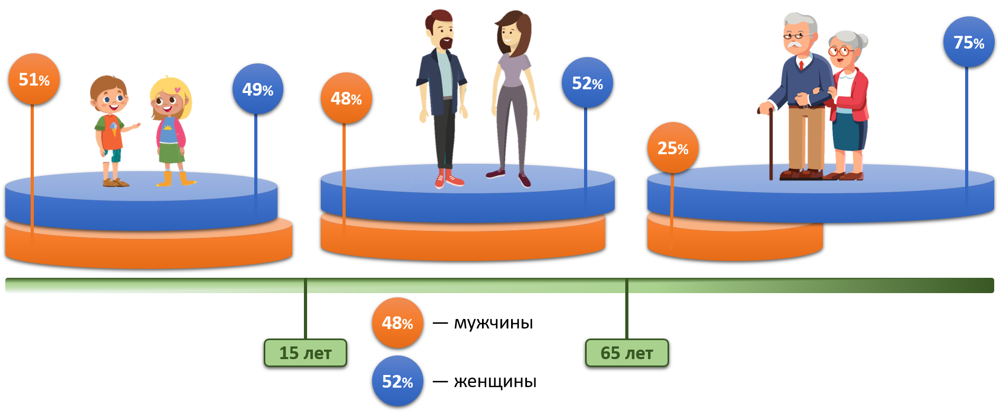 51%
49%
48%
52%
25%
75%
15 лет
65 лет
48% — мужчины
52% — женщины